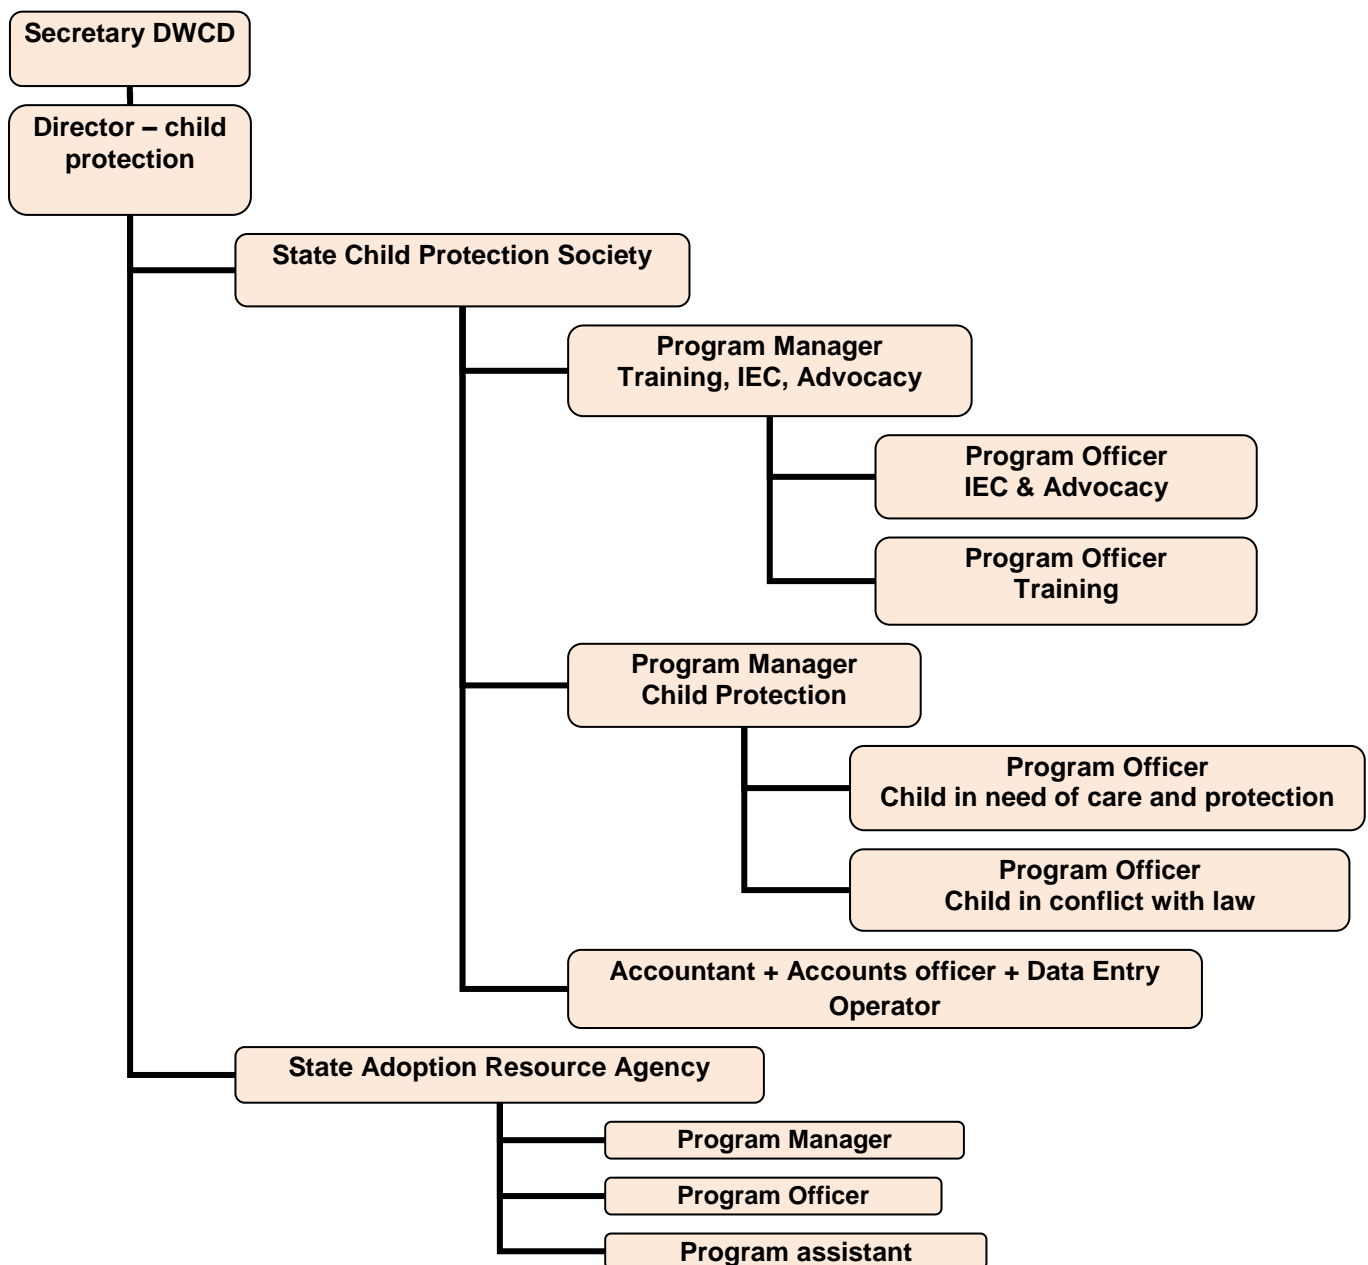 Secretary DWCD
Director – child
protection
State Child Protection Society
Program Manager
Training, IEC, Advocacy
Program Officer
IEC & Advocacy
Program Officer
Training
Program Manager
Child Protection
Program Officer
Child in need of care and protection
Program Officer
Child in conflict with law
Accountant + Accounts officer + Data Entry
Operator
State Adoption Resource Agency
Program Manager
Program Officer
Program assistant